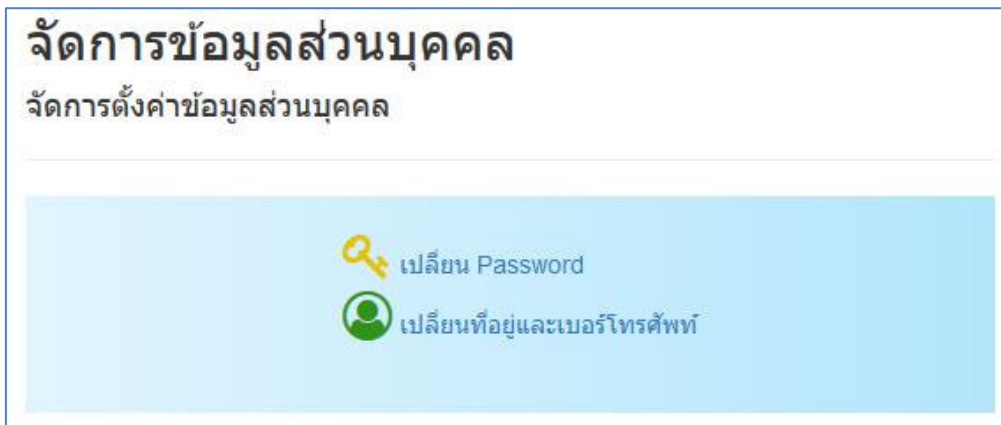 จัดการข้อมูลส่วนบุคคล
จัดการตั้งค่าข้อมูลส่วนบุคคล
เปลี่ยน Password
เปลี่ยนที่อยู่และเบอร์โทรศัพท์